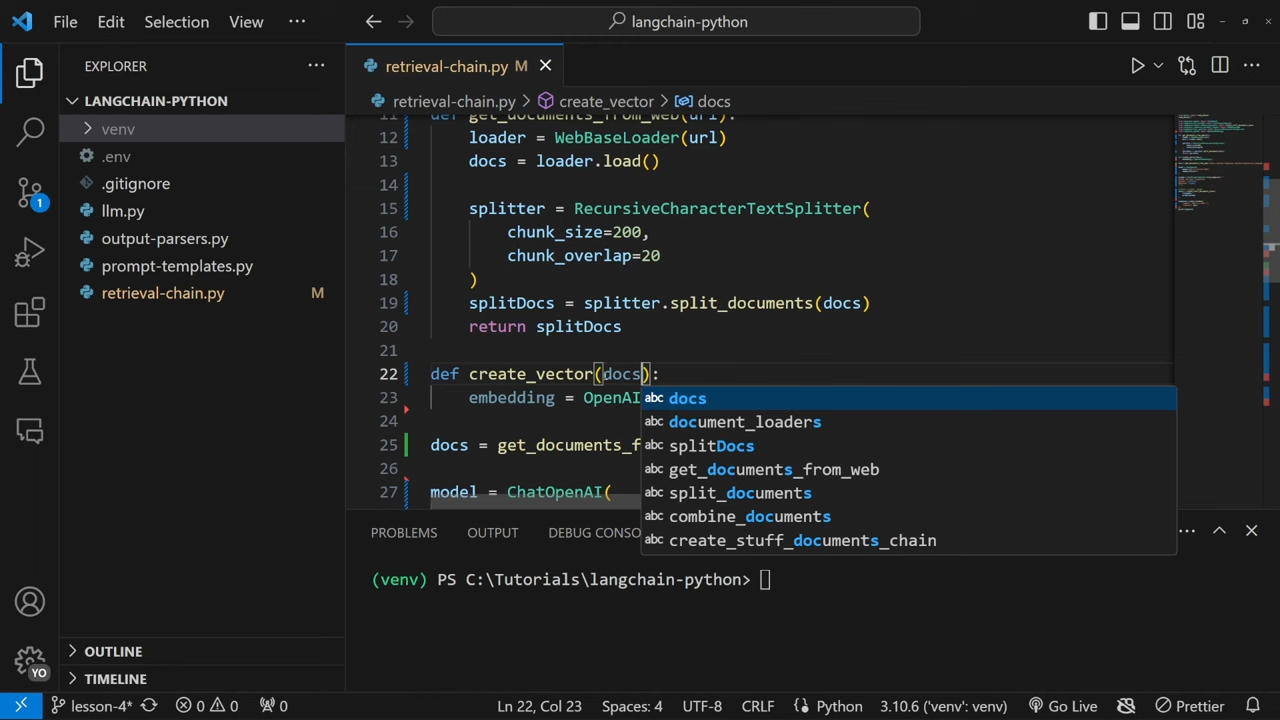 File Edit Selection View ··· langchain-python
EXPLORER ···
LANGCHAIN-PYTHON
venv
.env
.gitignore
llm.py
output-parsers.py
prompt-templates.py
retrieval-chain.py M
OUTLINE
TIMELINE
1
YO
retrieval-chain.py M
retrieval-chain.py > create_vector > docs
11 def get_documents_from_web(url):
12 loader = WebBaseLoader(url)
13 docs = loader.load()
14
15 splitter = RecursiveCharacterTextSplitter(
16 chunk_size=200,
17 chunk_overlap=20
18 )
19 splitDocs = splitter.split_documents(docs)
20 return splitDocs
21
22 def create_vector(docs):
23 embedding = OpenAI
24
25 docs = get_documents_f
26
27 model = ChatOpenAI(
abc docs
abc document_loaders
abc splitDocs
abc get_documents_from_web
abc split_documents
abc combine_documents
abc create_stuff_documents_chain
PROBLEMS OUTPUT DEBUG CONSO ···
(venv) PS C:\Tutorials\langchain-python>
lesson-4* 0 0 0 Ln 22, Col 23 Spaces: 4 UTF-8 CRLF Python 3.10.6 ('venv': venv) Go Live Prettier